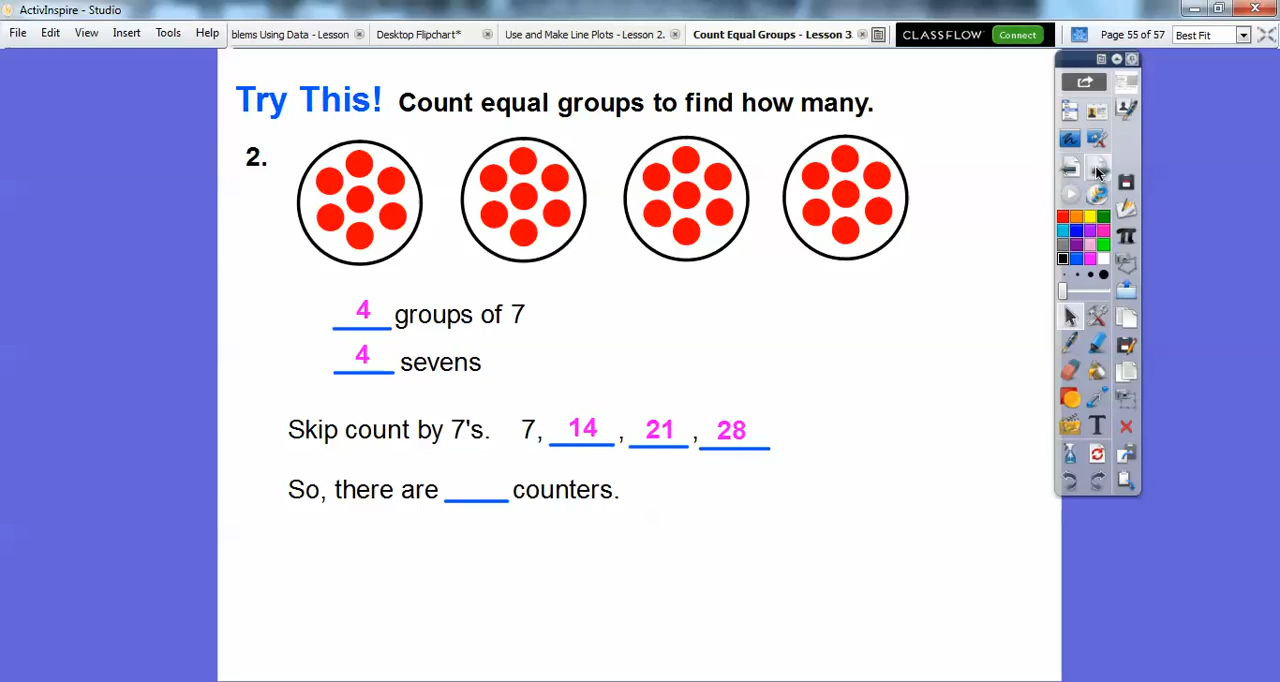 ActivInspire - Studio
File Edit View Insert Tools Help
blems Using Data - Lesson Desktop Flipchart* Use and Make Line Plots - Lesson 2. Count Equal Groups - Lesson 3. CLASSFLOW Connect Page 55 of 57 Best Fit
Try This! Count equal groups to find how many.
2.
4 groups of 7
4 sevens
Skip count by 7's. 7, 14, 21, 28
So, there are ____ counters.